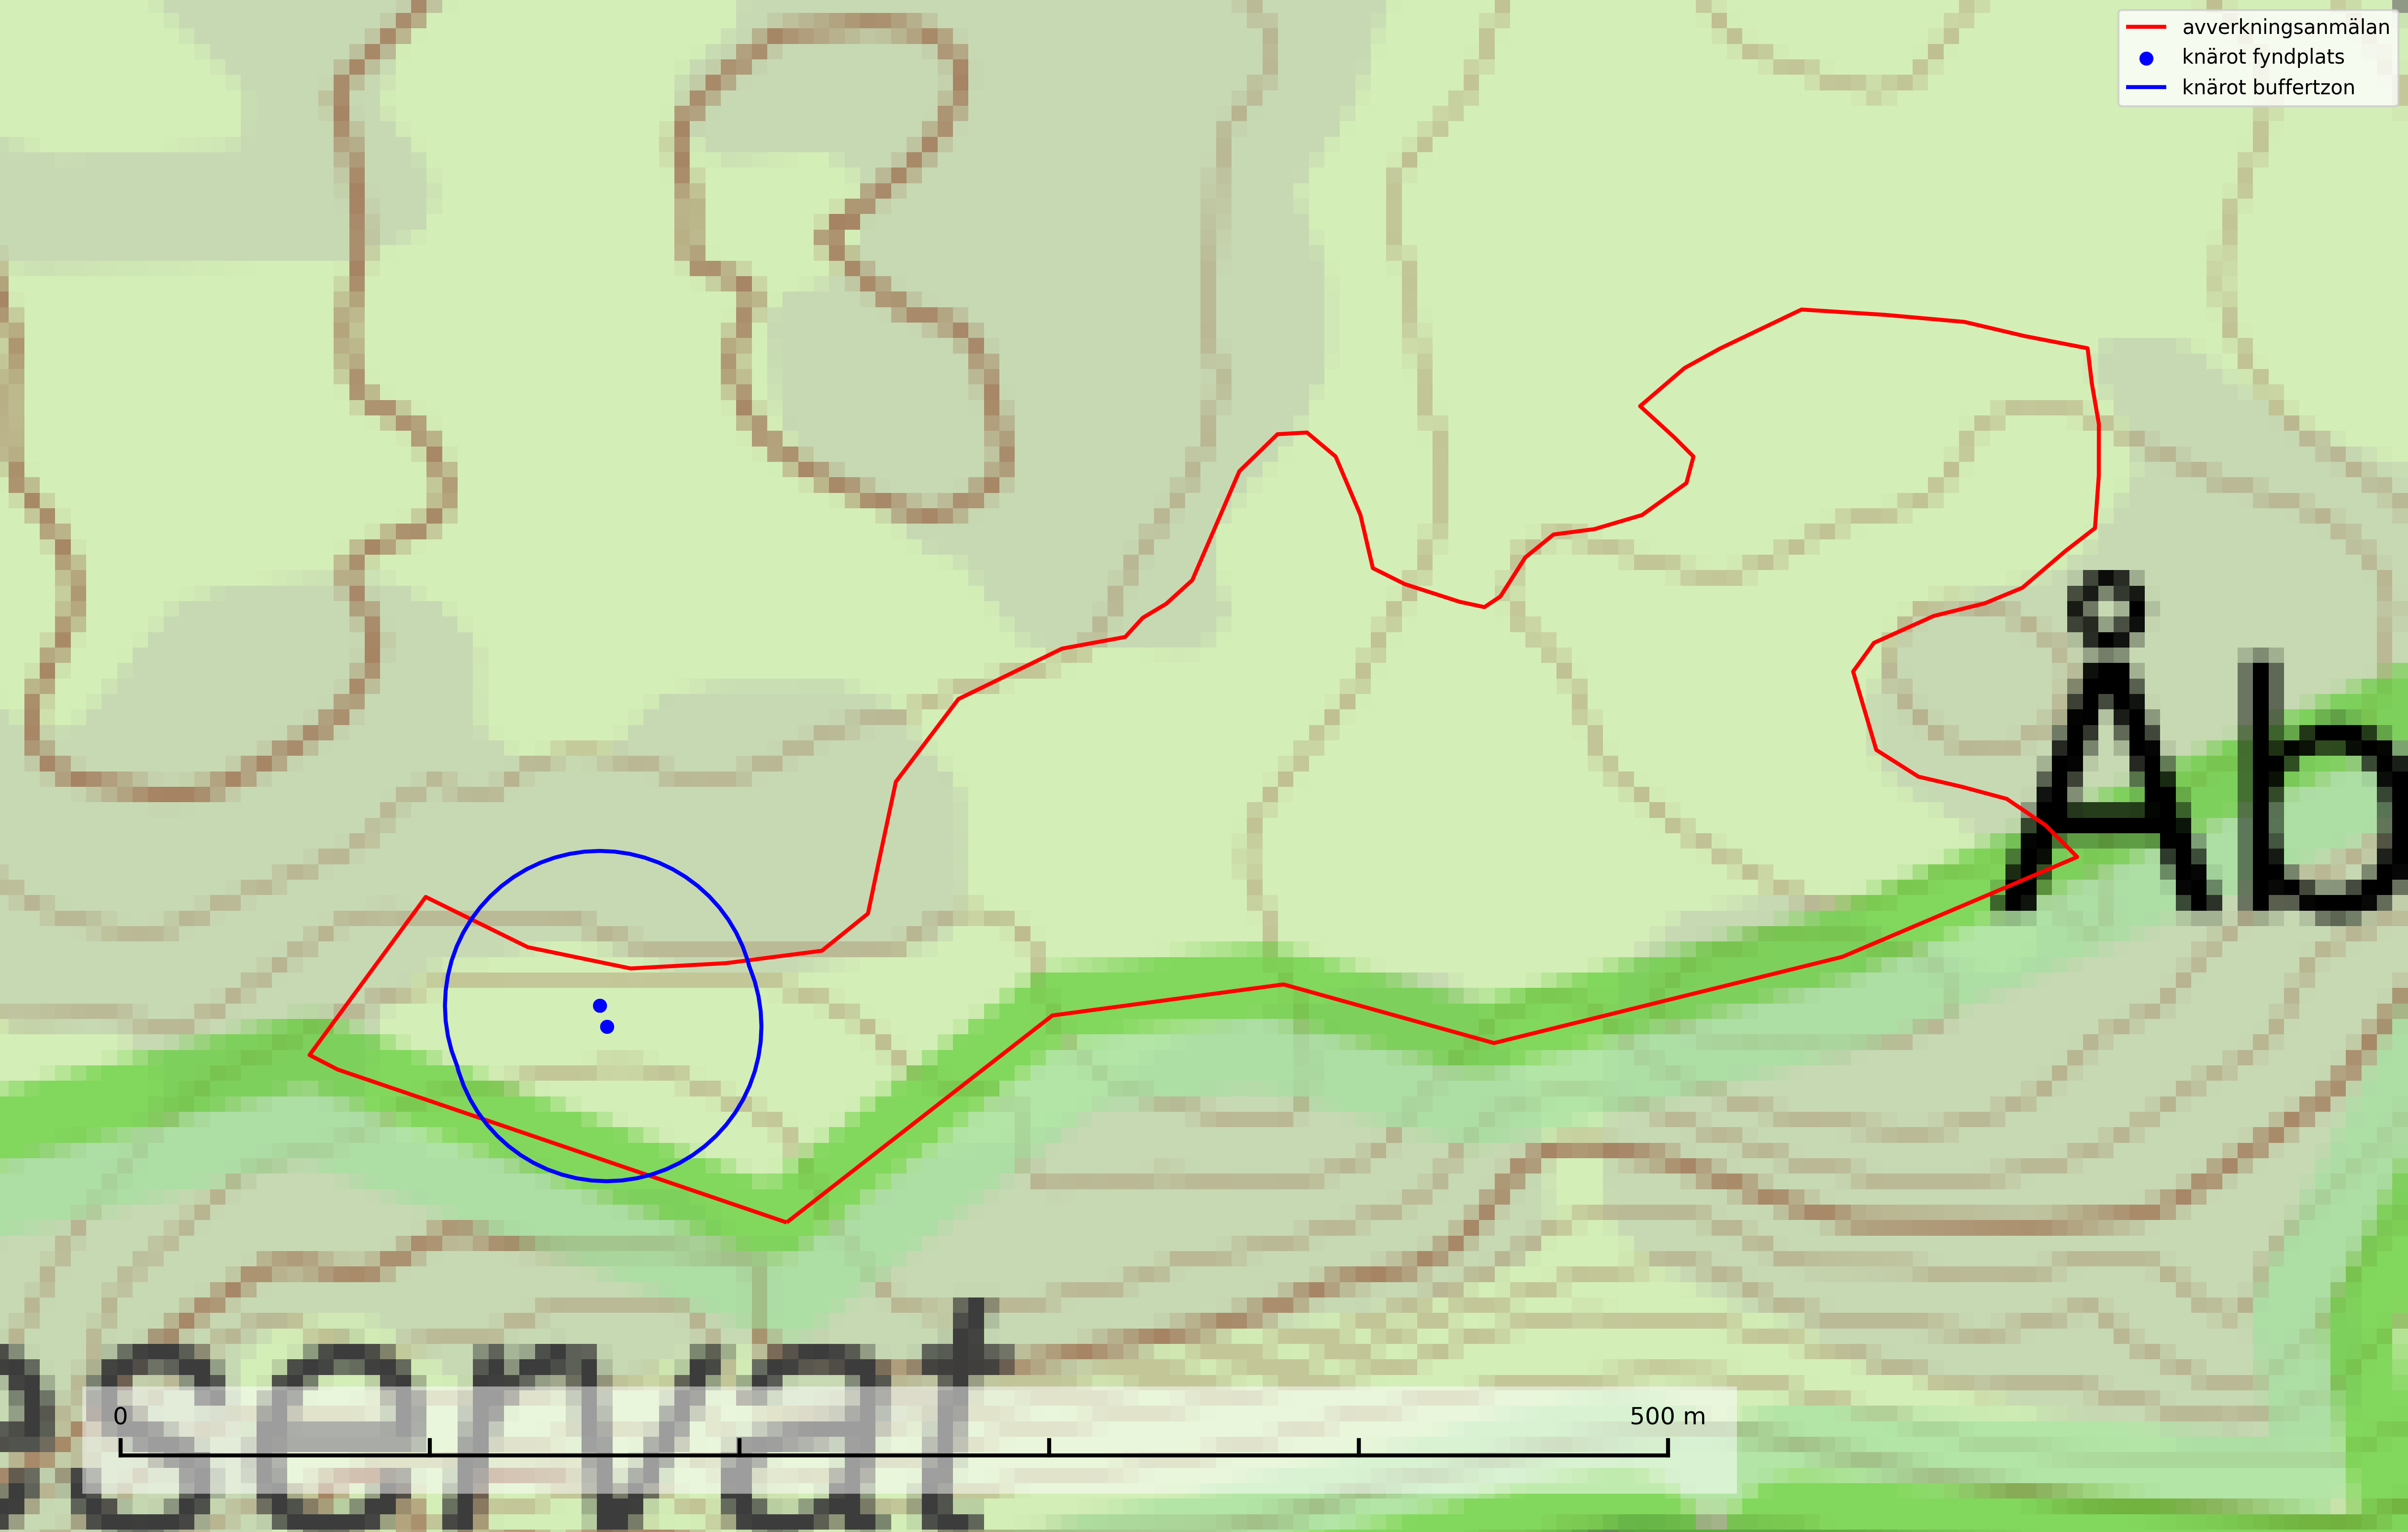 avverkningsanmälan
knärot fyndplats
knärot buffertzon
Åb
servat
0 500 m